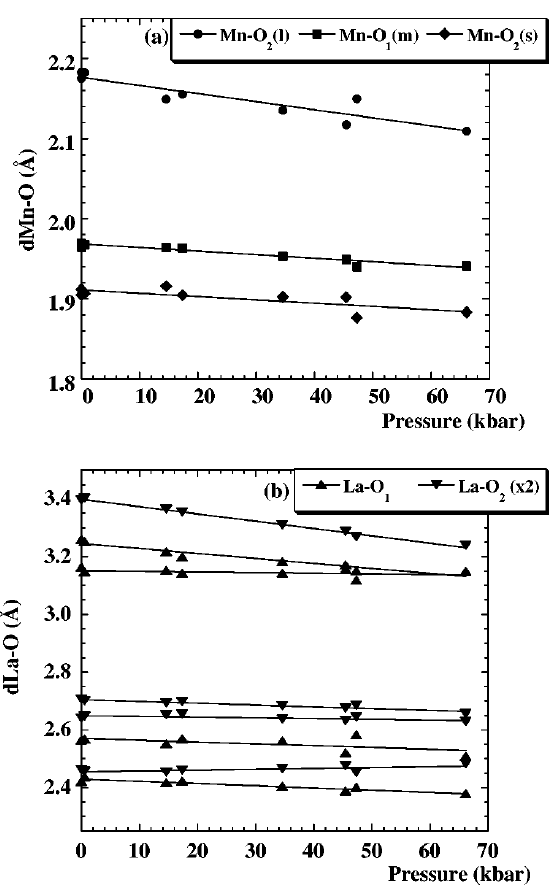 (a)
Mn-O2(l) Mn-O1(m) Mn-O2(s)
2.2
2.1
2.0
1.9
1.8
dMn-O (Å)
0 10 20 30 40 50 60 70
Pressure (kbar)
(b)
La-O1 La-O2 (x2)
3.4
3.2
3.0
2.8
2.6
2.4
dLa-O (Å)
0 10 20 30 40 50 60 70
Pressure (kbar)